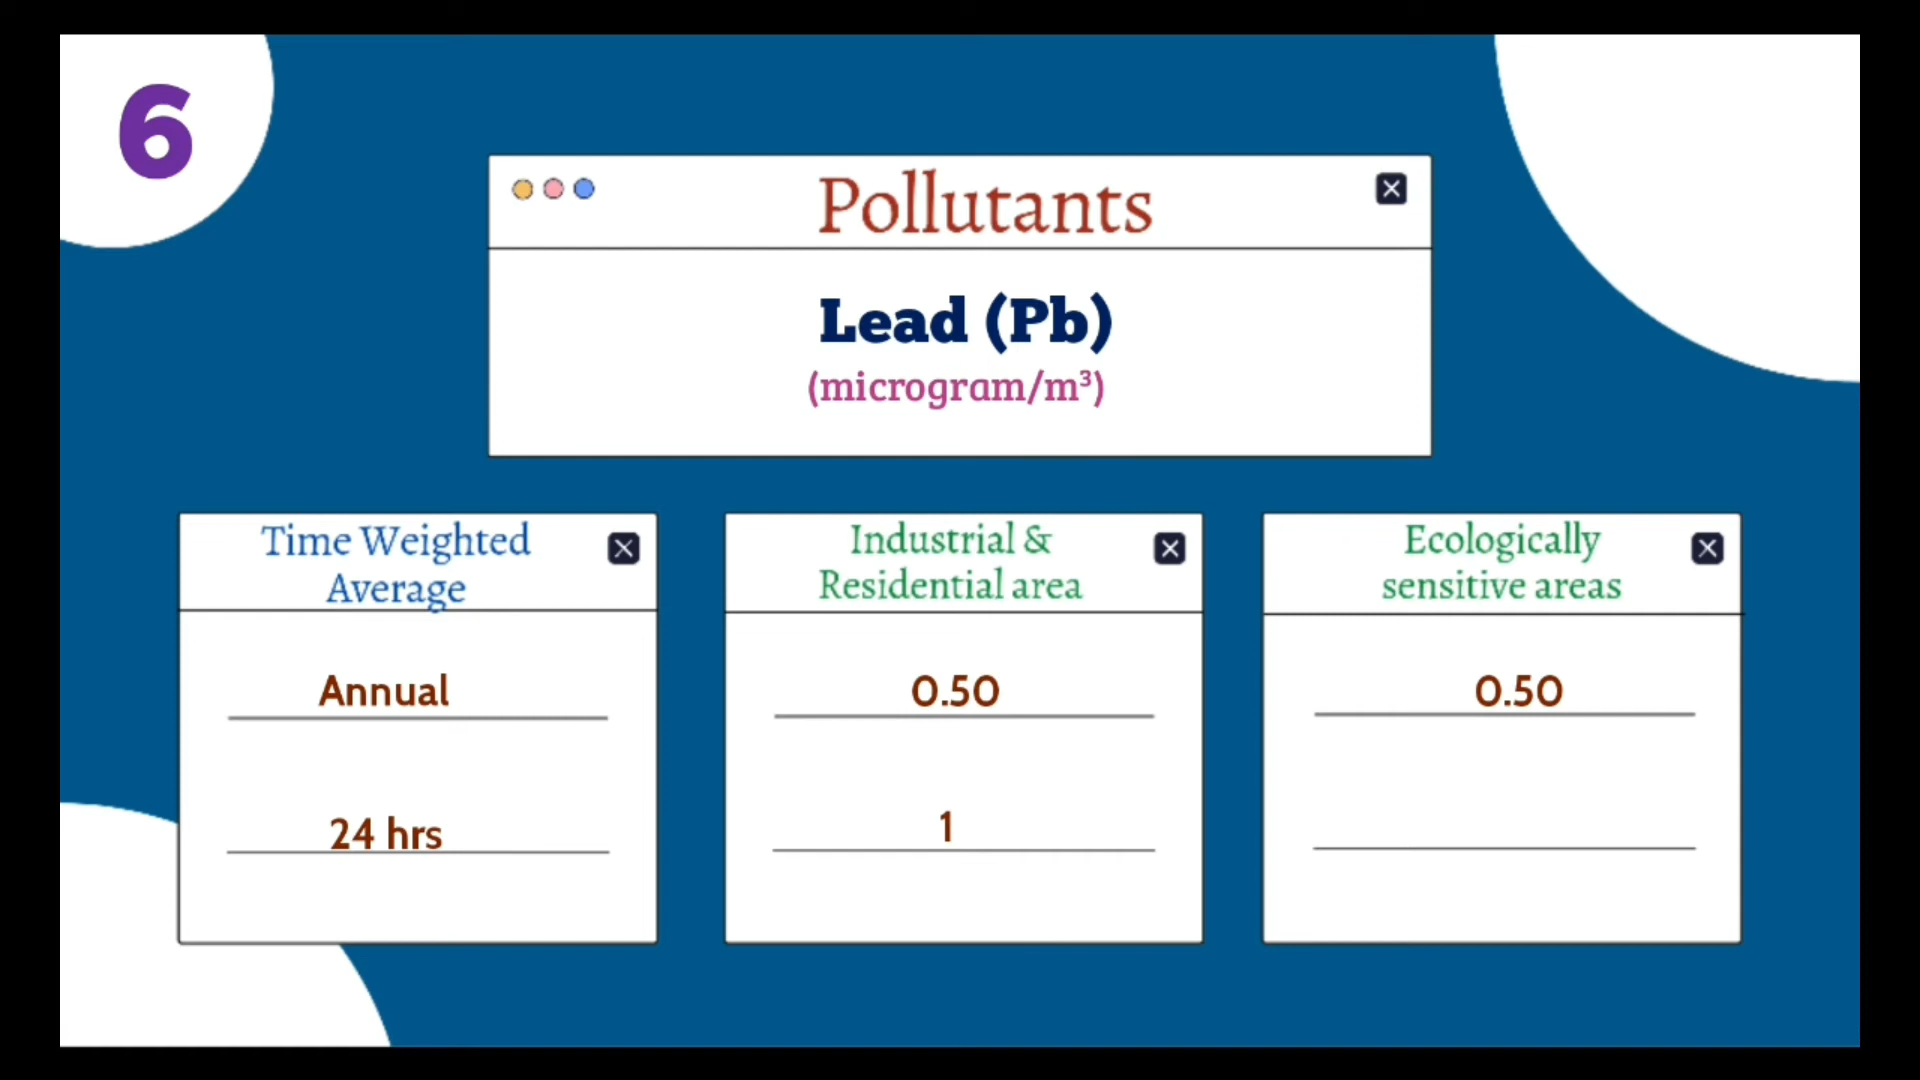 6
Pollutants
Lead (Pb)
(microgram/m³)
Time Weighted
Average
Annual
24 hrs
Industrial &
Residential area
0.50
1
Ecologically
sensitive areas
0.50